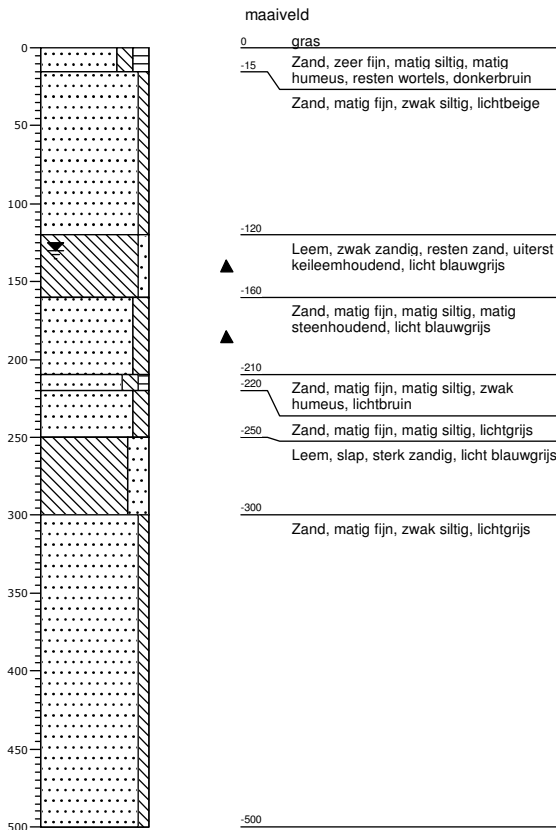 maaiveld
0
gras
Zand, zeer fijn, matig siltig, matig
humeus, resten wortels, donkerbruin
-15
Zand, matig fijn, zwak siltig, lichtbeige
-120
Leem, zwak zandig, resten zand, uiterst
keileemhoudend, licht blauwgrijs
-160
Zand, matig fijn, matig siltig, matig
steenhoudend, licht blauwgrijs
-210
Zand, matig fijn, matig siltig, zwak
humeus, lichtbruin
-220
Zand, matig fijn, matig siltig, lichtgrijs
-250
Leem, slap, sterk zandig, licht blauwgrijs
-300
Zand, matig fijn, zwak siltig, lichtgrijs
-500
0
50
100
150
200
250
300
350
400
450
500